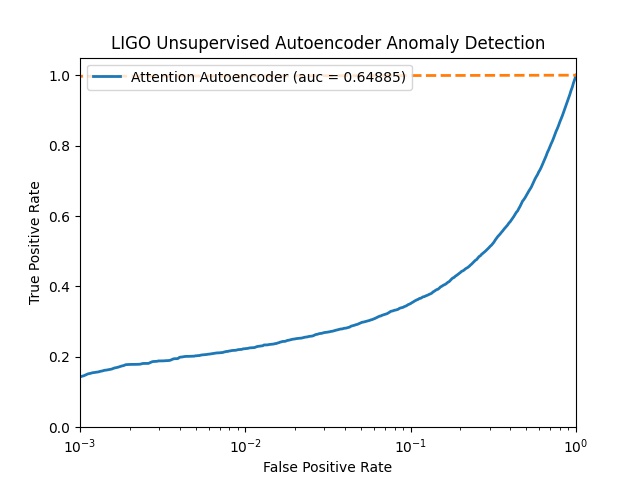 LIGO Unsupervised Autoencoder Anomaly Detection
Attention Autoencoder (auc = 0.64885)
1.0
0.8
0.6
0.4
0.2
0.0
True Positive Rate
10⁻³ 10⁻² 10⁻¹ 10⁰
False Positive Rate